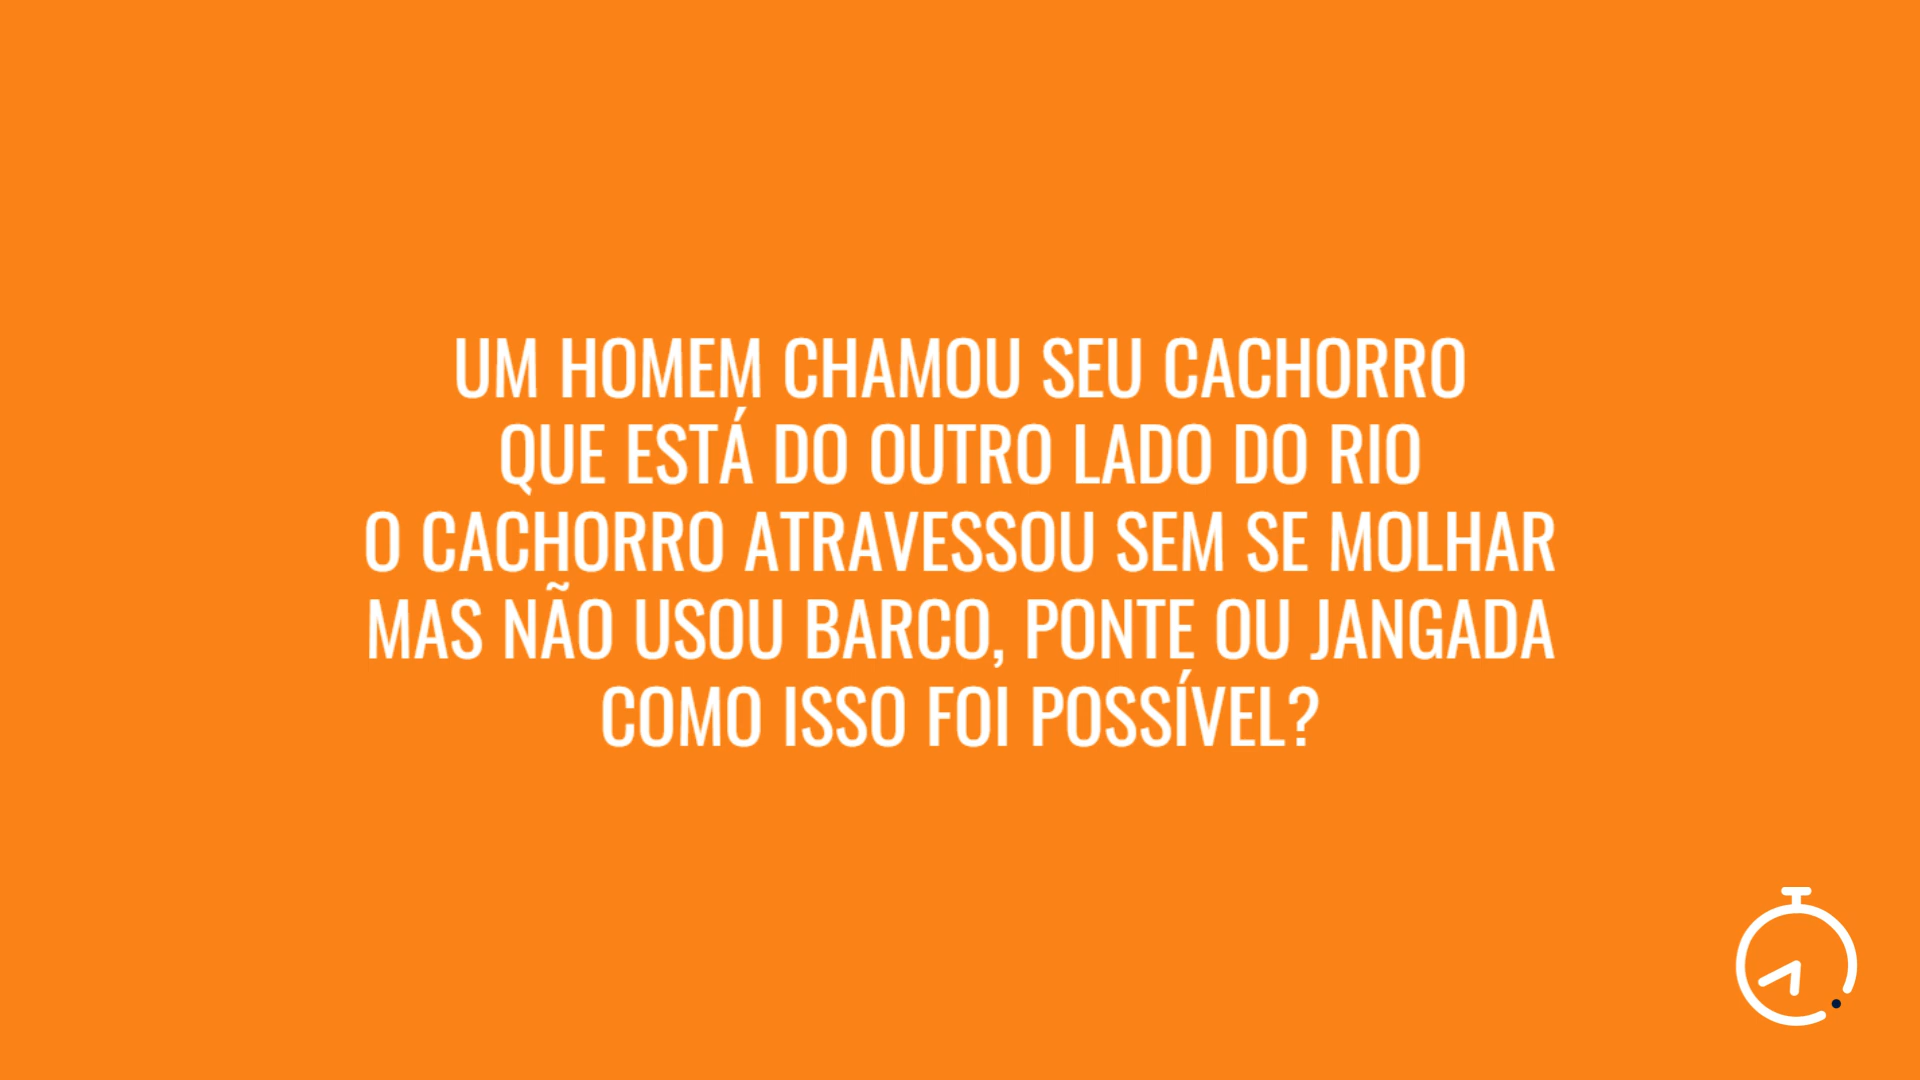 UM HOMEM CHAMOU SEU CACHORRO
QUE ESTÁ DO OUTRO LADO DO RIO
O CACHORRO ATRAVESSOU SEM SE MOLHAR
MAS NÃO USOU BARCO, PONTE OU JANGADA
COMO ISSO FOI POSSÍVEL?